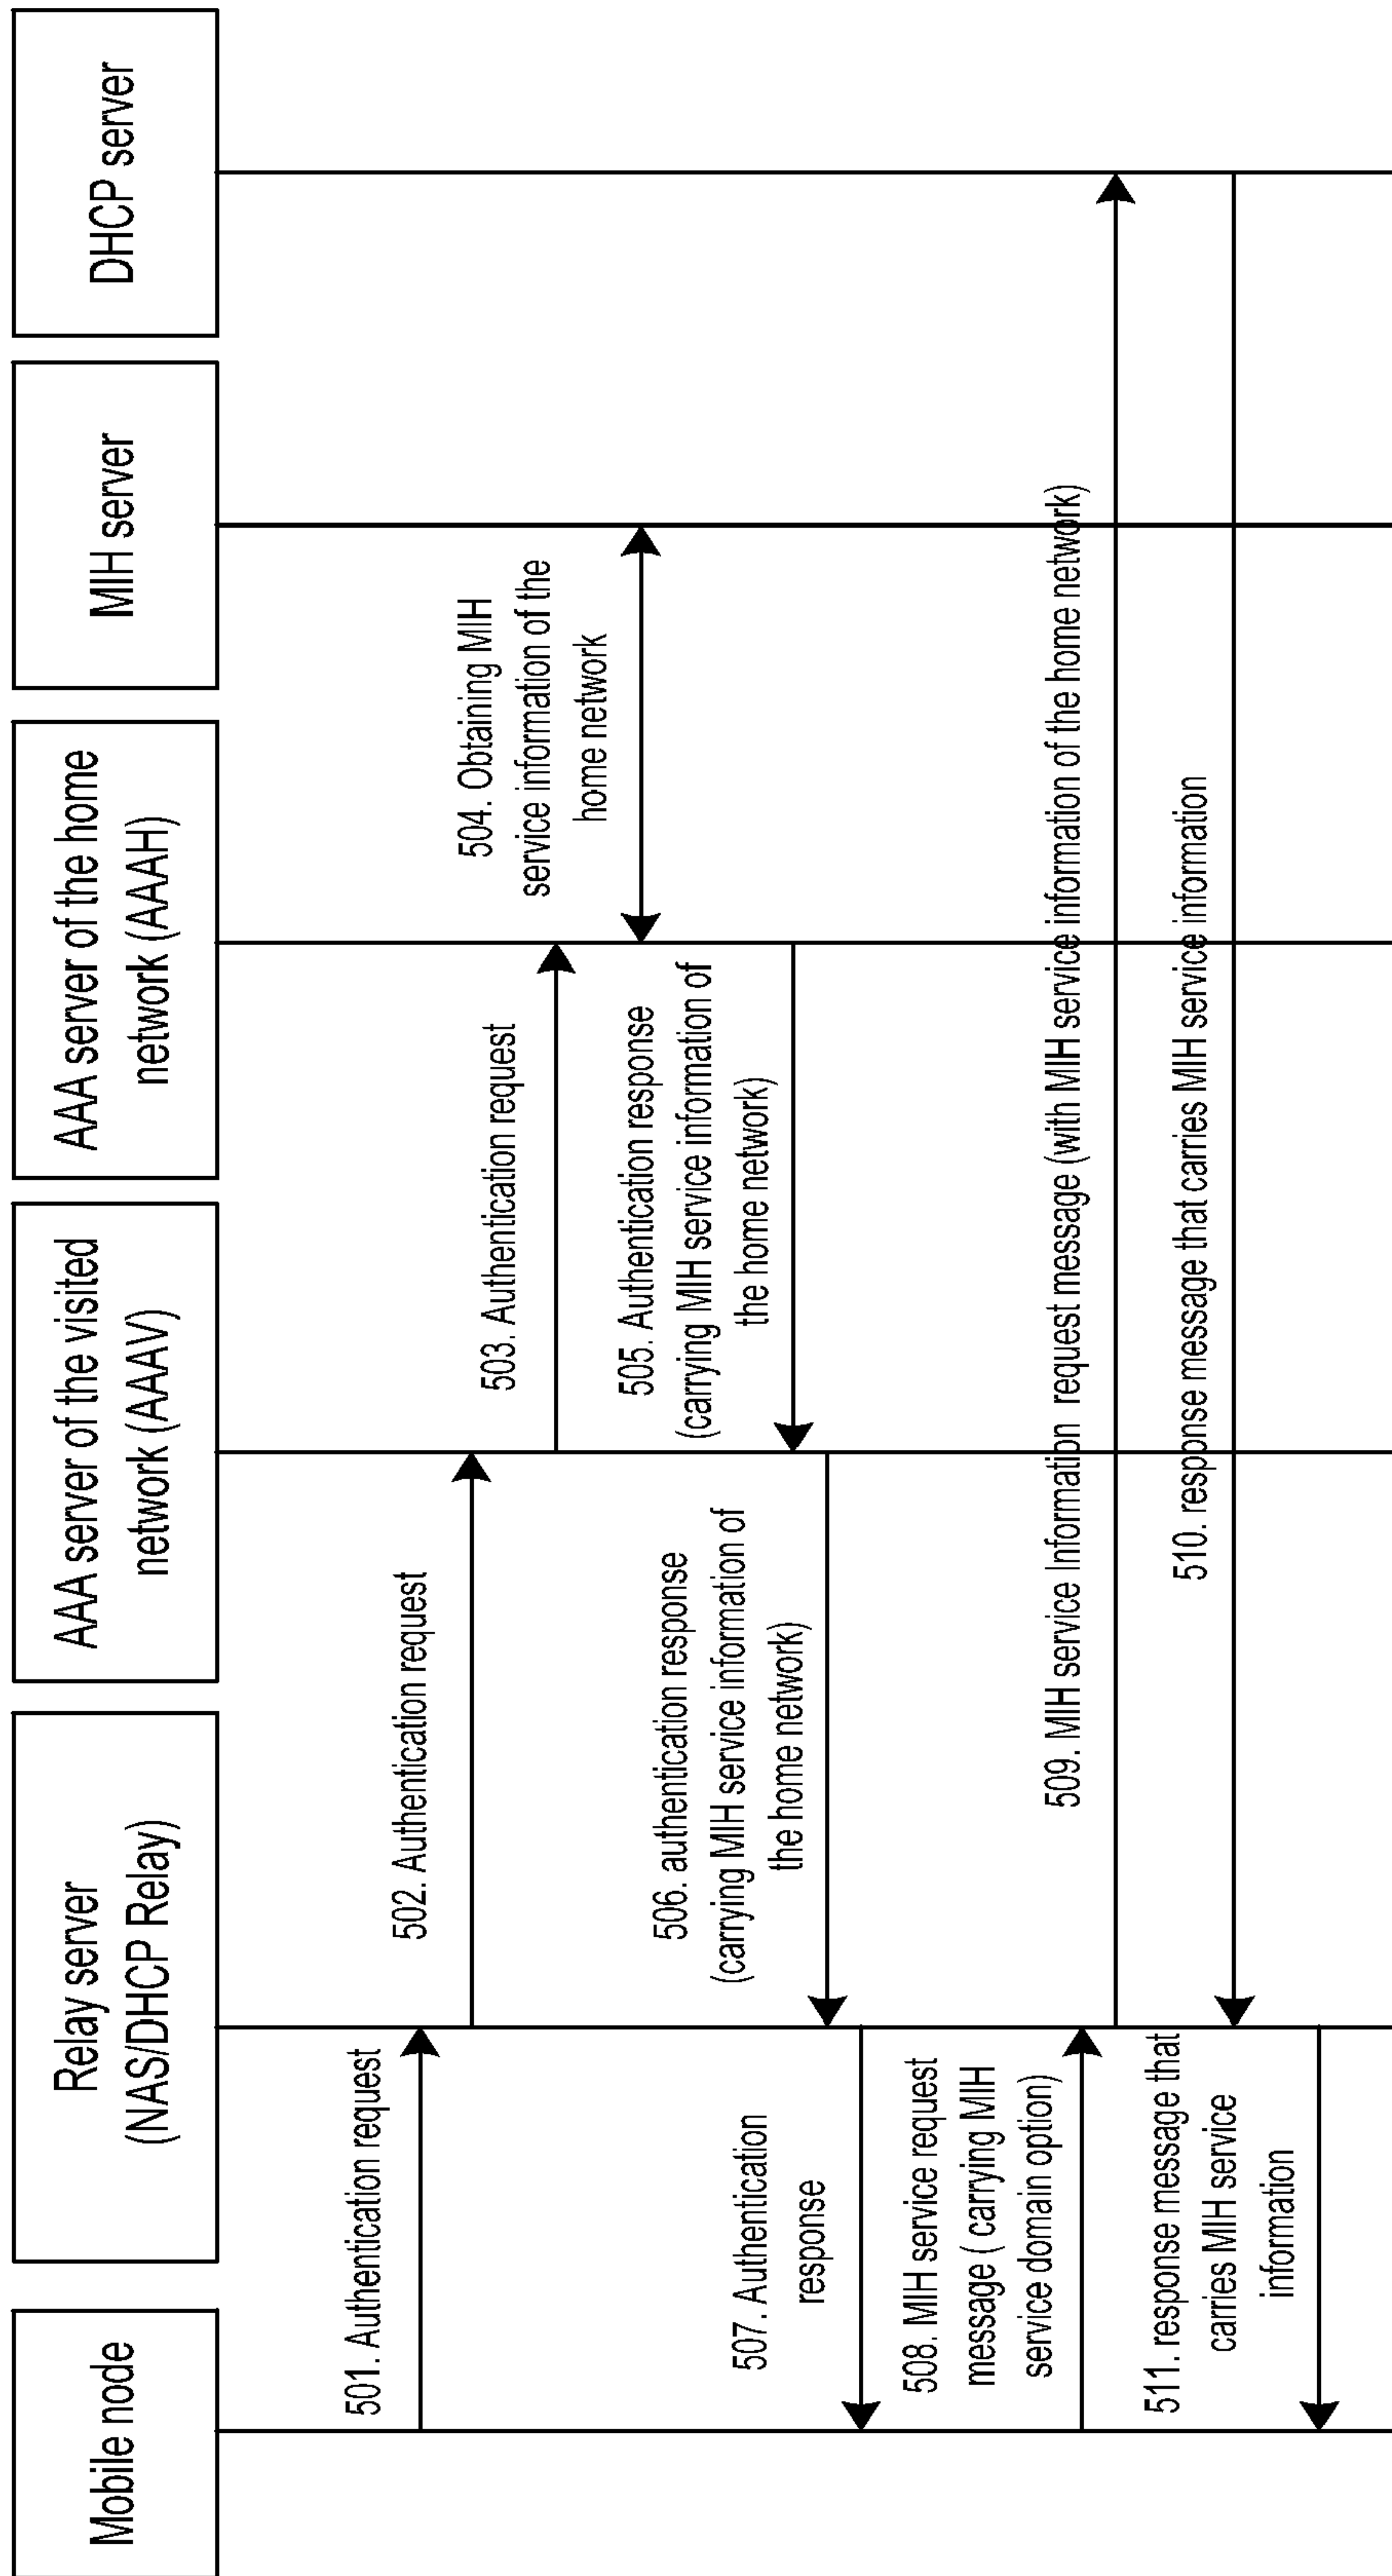 Mobile node
Relay server
(NAS/DHCP Relay)
AAA server of the visited
network (AAAV)
AAA server of the home
network (AAAH)
MIH server
DHCP server
501. Authentication request
502. Authentication request
503. Authentication request
504. Obtaining MIH
service information of the
home network
505. Authentication response
(carrying MIH service information of
the home network)
506. authentication response
(carrying MIH service information of
the home network)
507. Authentication
response
508. MIH service request
message ( carrying MIH
service domain option)
509. MIH service Information request message (with MIH service information of the home network)
510. response message that carries MIH service information
511. response message that
carries MIH service
information